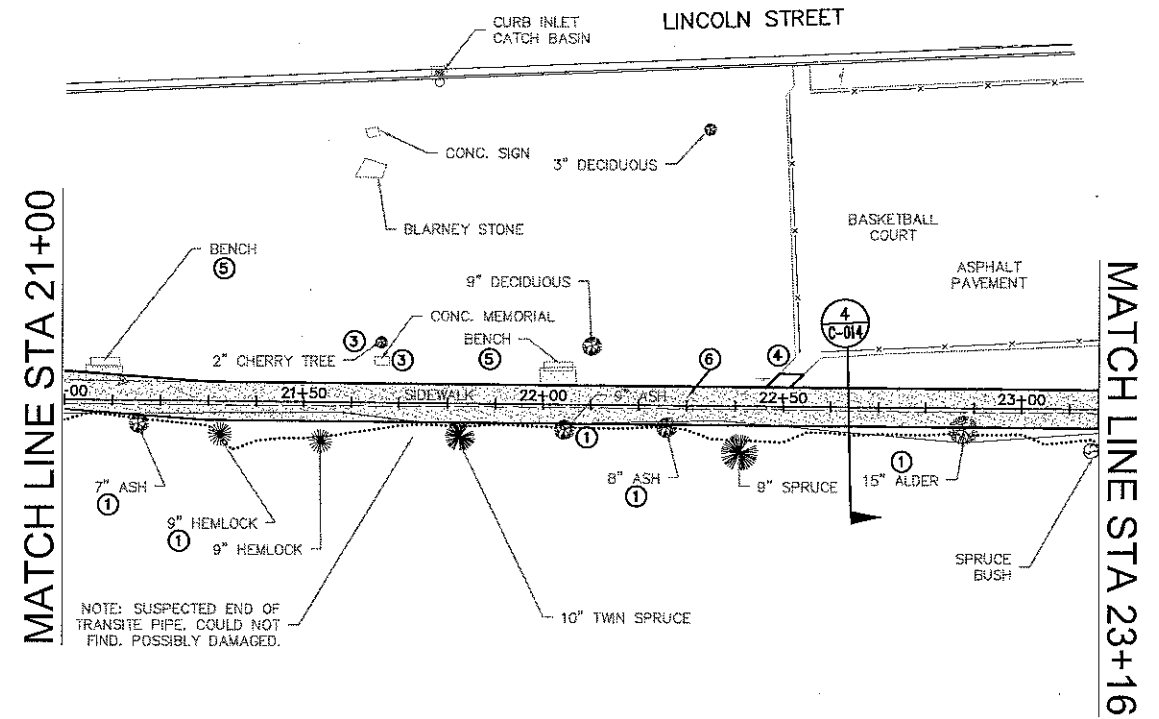 LINCOLN STREET
CURB INLET
CATCH BASIN
CONC. SIGN
3" DECIDUOUS
BLARNEY STONE
BASKETBALL
COURT
ASPHALT
PAVEMENT
MATCH LINE STA 21+00
BENCH
5
9" DECIDUOUS
CONC. MEMORIAL
BENCH
5
3
2" CHERRY TREE
3
6
4
4
C-014
MATCH LINE STA 23+16
-00
21+50
SIDEWALK
22+00
9" ASH
22+50
23+00
1
7" ASH
1
9" HEMLOCK
1
9" HEMLOCK
8" ASH
1
9" SPRUCE
1
15" ALDER
SPRUCE
BUSH
NOTE: SUSPECTED END OF
TRANSITE PIPE. COULD NOT
FIND. POSSIBLY DAMAGED.
10" TWIN SPRUCE